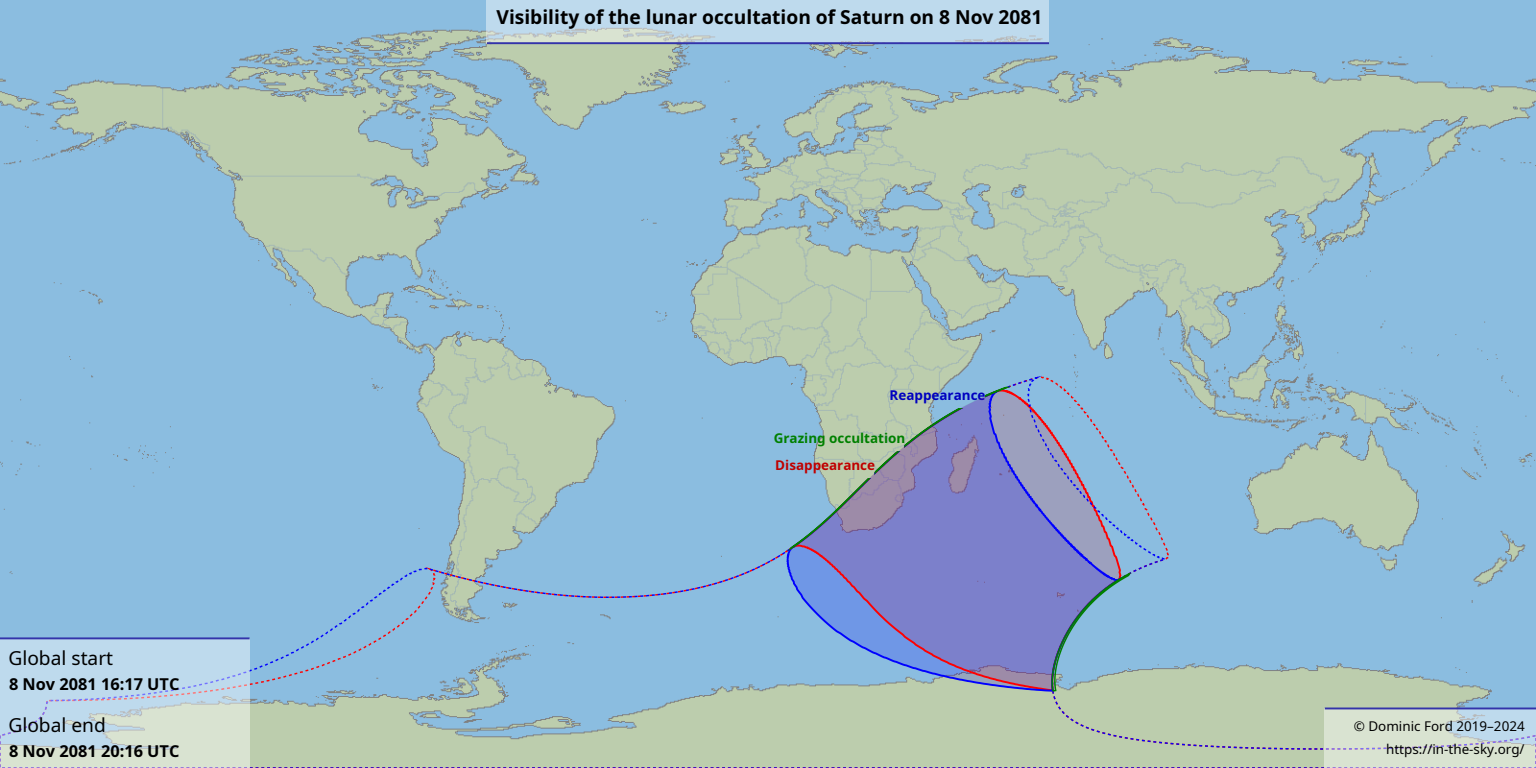 Visibility of the lunar occultation of Saturn on 8 Nov 2081
Reappearance
Grazing occultation
Disappearance
Global start
8 Nov 2081 16:17 UTC
Global end
8 Nov 2081 20:16 UTC
© Dominic Ford 2019–2024
https://in-the-sky.org/